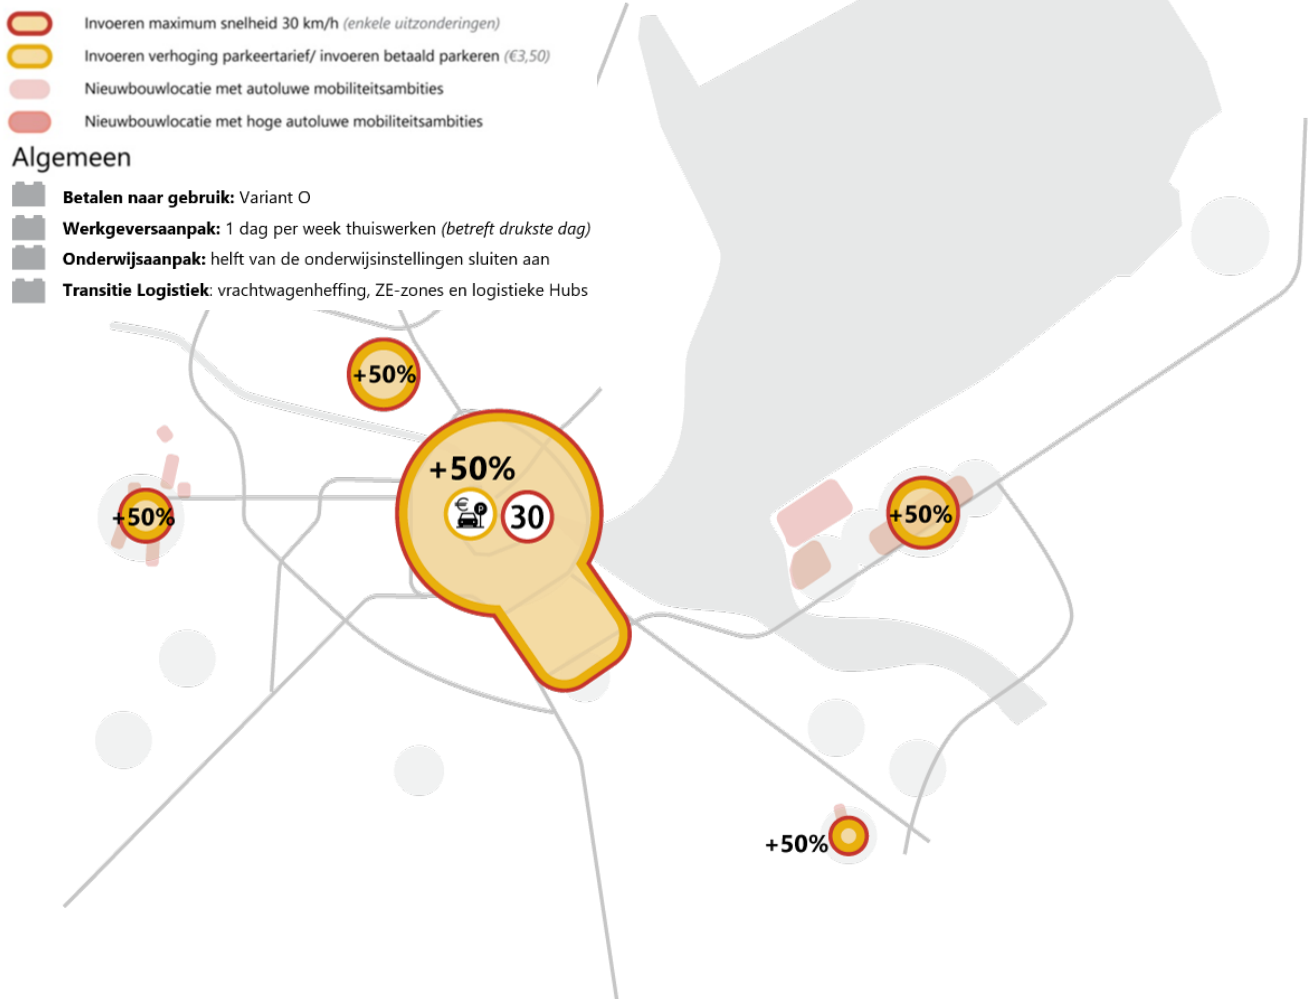 Invoeren maximum snelheid 30 km/h (enkele uitzonderingen)
Invoeren verhoging parkeertarief/ invoeren betaald parkeren (€3,50)
Nieuwbouwlocatie met autoluwe mobiliteitsambities
Nieuwbouwlocatie met hoge autoluwe mobiliteitsambities
Algemeen
Betalen naar gebruik: Variant O
Werkgeversaanpak: 1 dag per week thuiswerken (betreft drukste dag)
Onderwijsaanpak: helft van de onderwijsinstellingen sluiten aan
Transitie Logistiek: vrachtwagenheffing, ZE-zones en logistieke Hubs
+50%
+50%
€ P 30
+50%
+50%
+50%